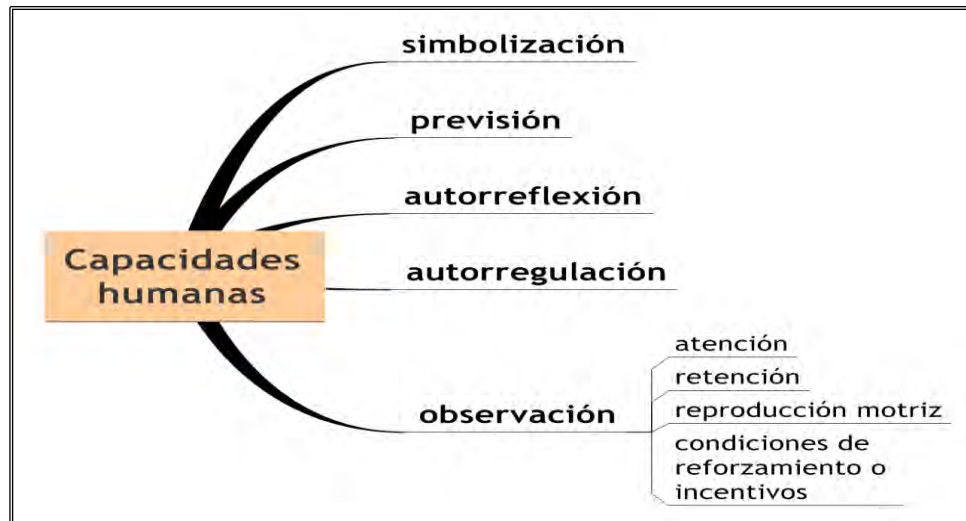 simbolización
previsión
autorreflexión
Capacidades
humanas
autorregulación
observación
atención
retención
reproducción motriz
condiciones de
reforzamiento o
incentivos